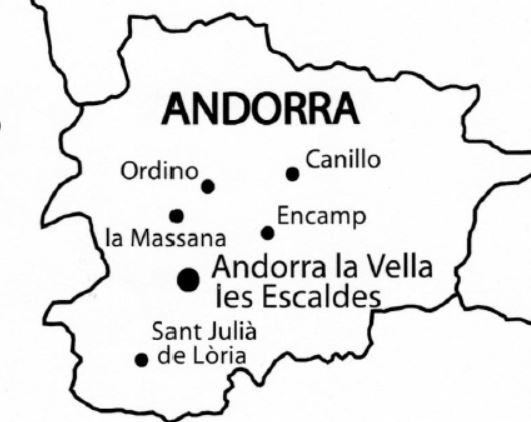 ANDORRA
Ordino
Canillo
la Massana
Encamp
Andorra la Vella
les Escaldes
Sant Julià
de Lòria